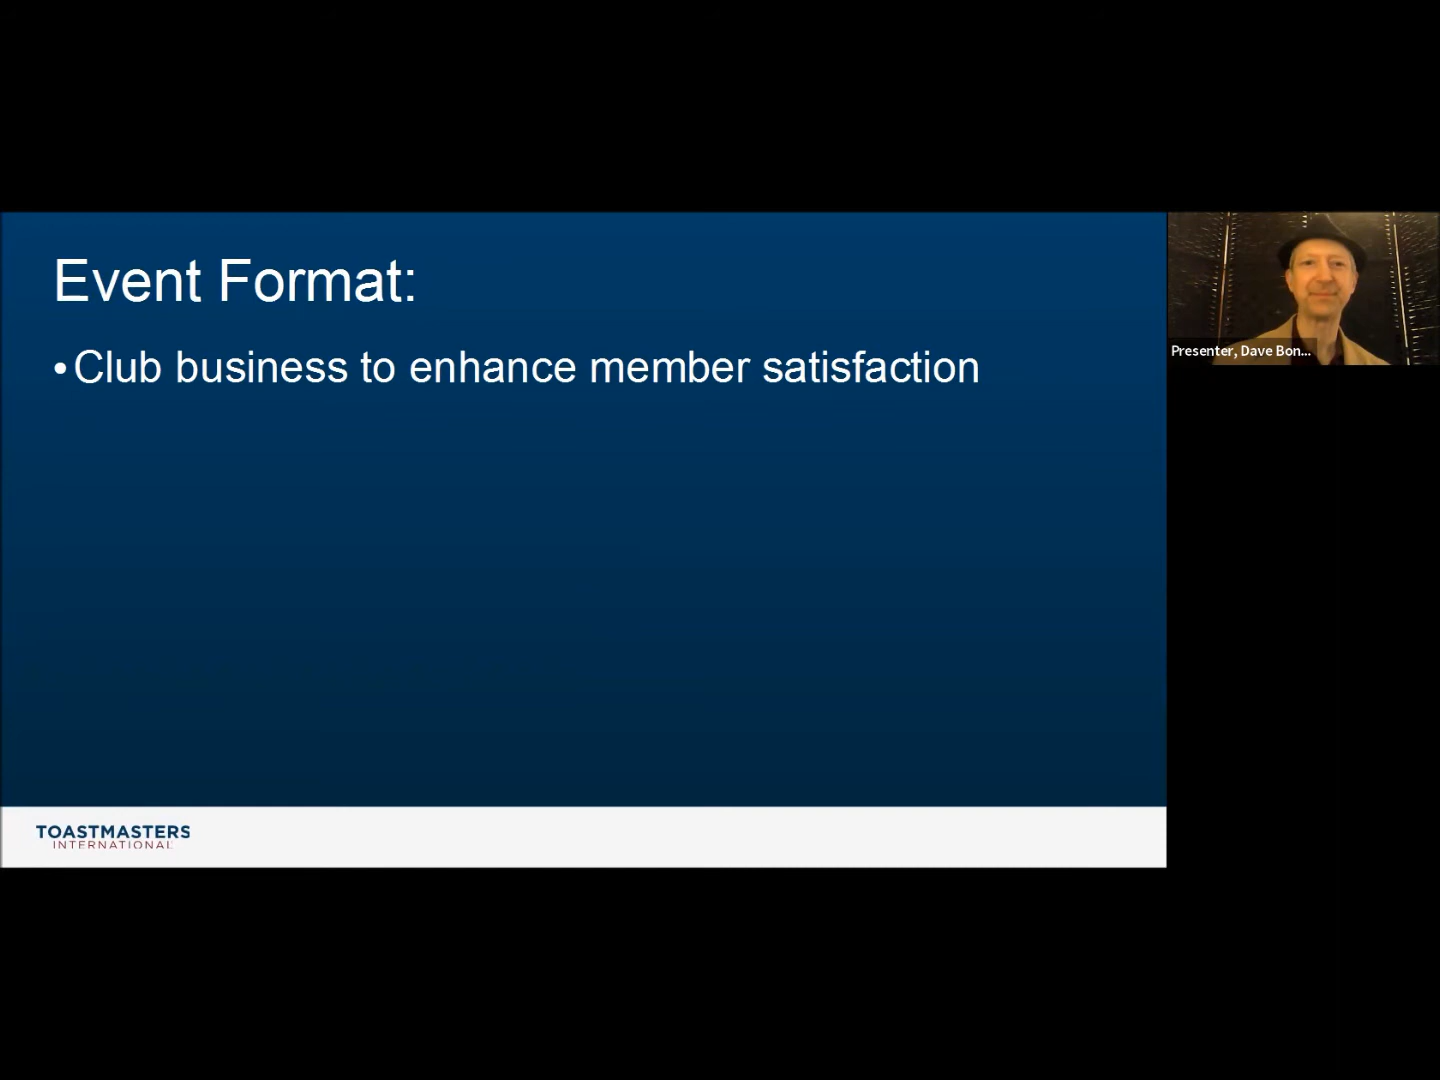 Event Format:
•Club business to enhance member satisfaction
Presenter, Dave Bon...
TOASTMASTERS
INTERNATIONAL